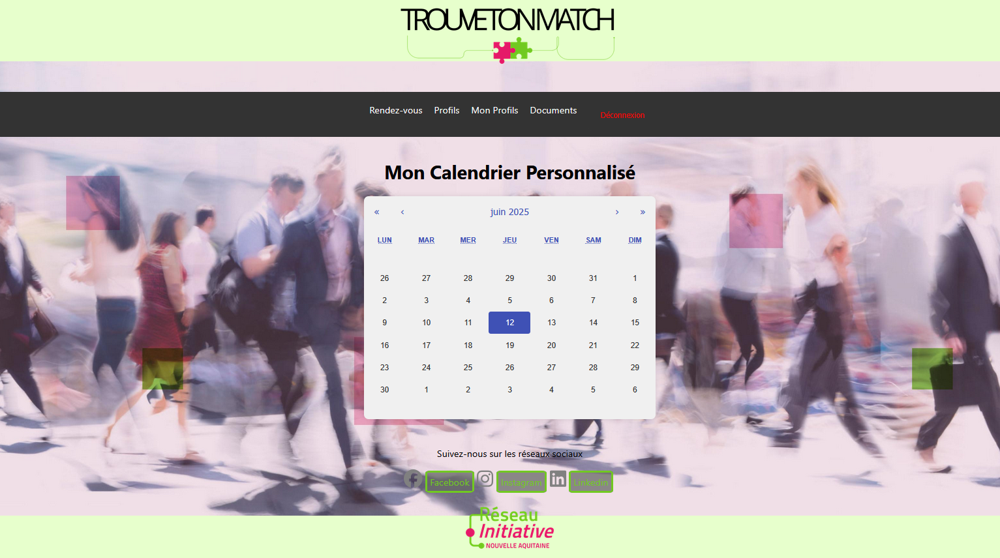 TROUVETONMATCH
Rendez-vous Profils Mon Profils Documents Déconnexion
Mon Calendrier Personnalisé
« ‹ juin 2025 › »
LUN MAR MER JEU VEN SAM DIM
26 27 28 29 30 31 1
2 3 4 5 6 7 8
9 10 11 12 13 14 15
16 17 18 19 20 21 22
23 24 25 26 27 28 29
30 1 2 3 4 5 6
Suivez-nous sur les réseaux sociaux
Facebook Instagram Linkedin
Réseau
Initiative
NOUVELLE AQUITAINE